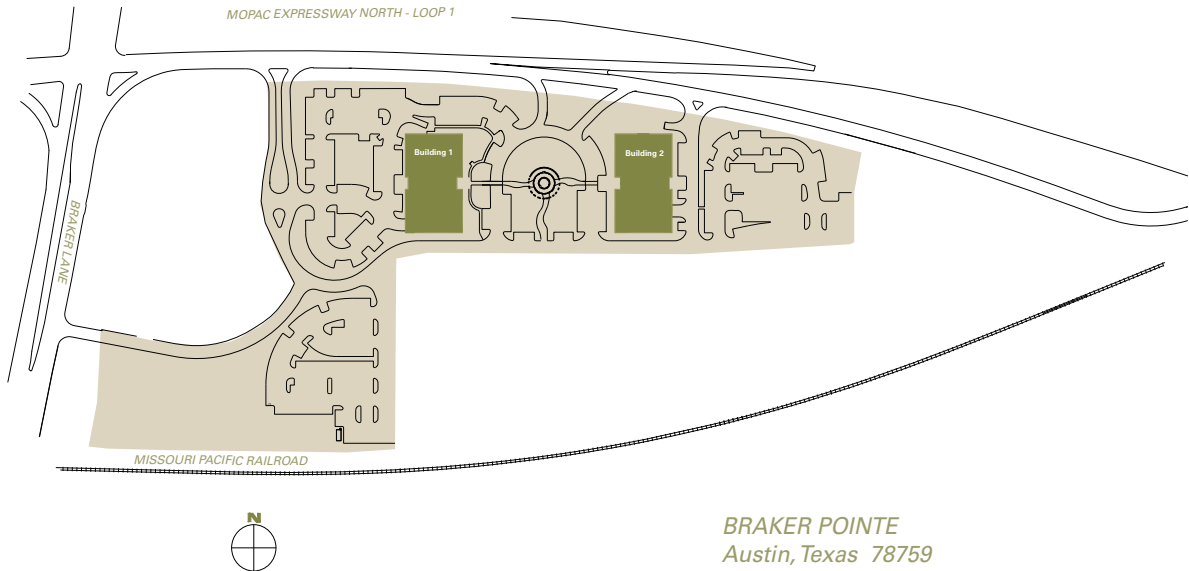 MOPAC EXPRESSWAY NORTH - LOOP 1
Building 1
Building 2
BRAKER LANE
MISSOURI PACIFIC RAILROAD
N
BRAKER POINTE
Austin, Texas 78759